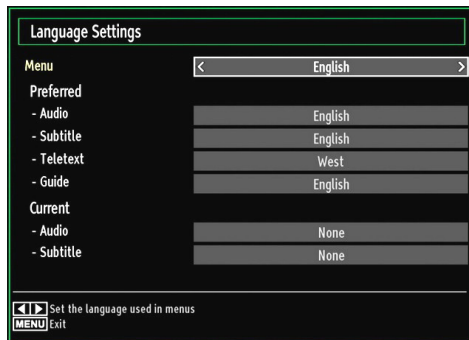 Language Settings
Menu < English >
Preferred
- Audio English
- Subtitle English
- Teletext West
- Guide English
Current
- Audio None
- Subtitle None
◀ ▶ Set the language used in menus
MENU Exit